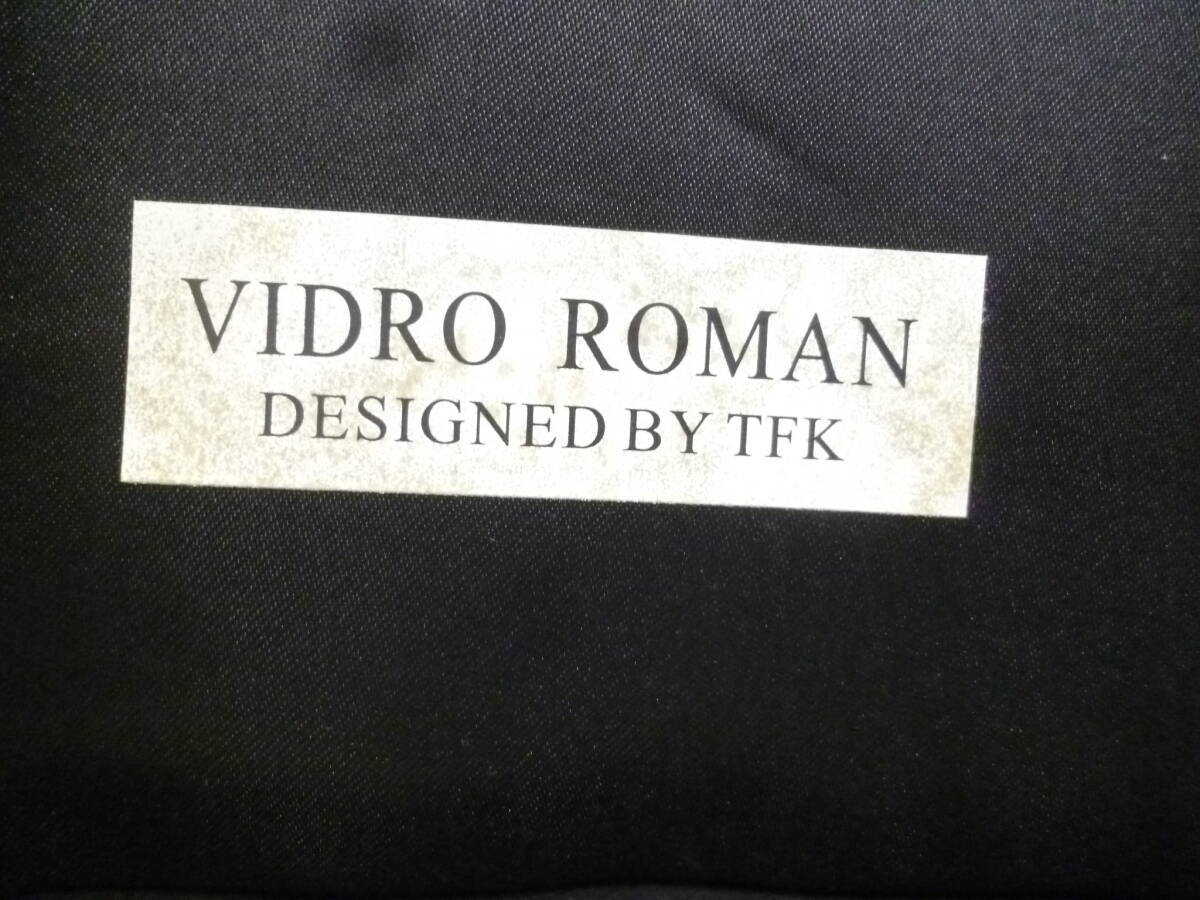 VIDRO ROMAN
DESIGNED BY TFK